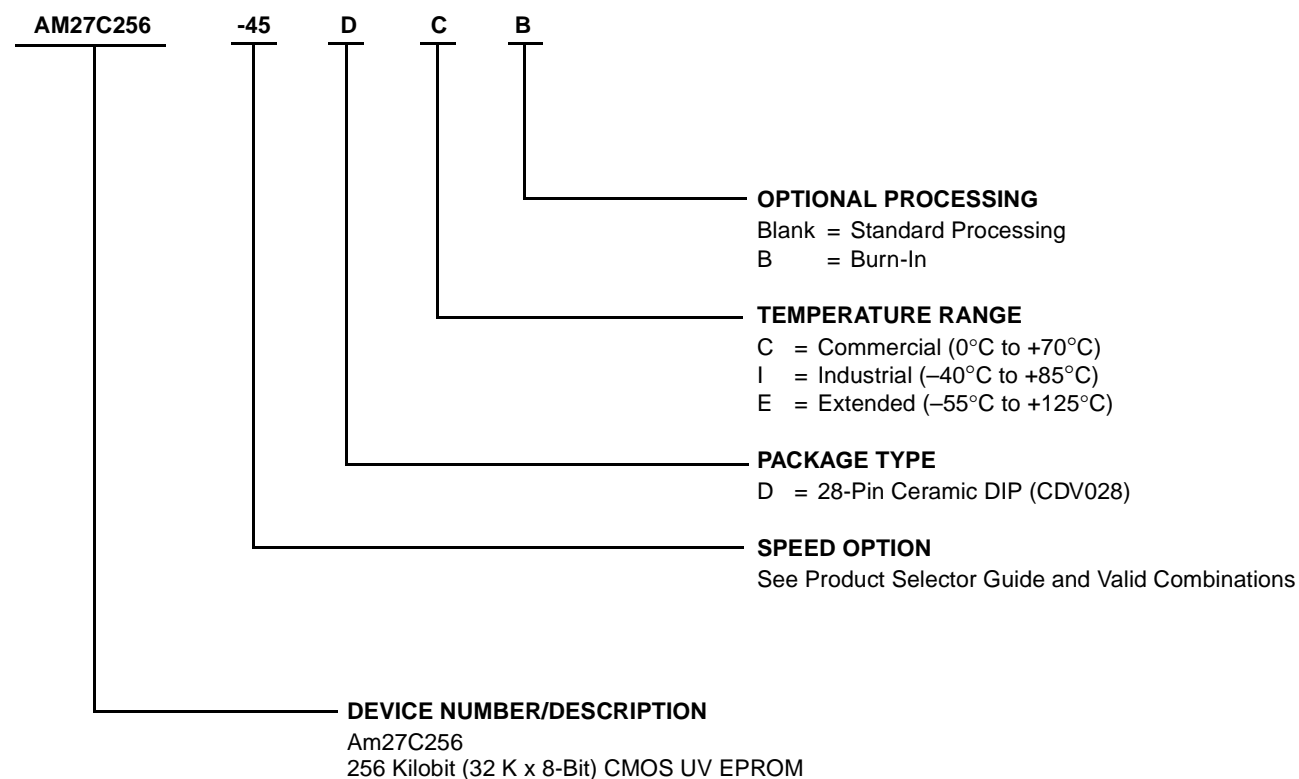 AM27C256 -45 D C B
OPTIONAL PROCESSING
Blank = Standard Processing
B = Burn-In
TEMPERATURE RANGE
C = Commercial (0°C to +70°C)
I = Industrial (–40°C to +85°C)
E = Extended (–55°C to +125°C)
PACKAGE TYPE
D = 28-Pin Ceramic DIP (CDV028)
SPEED OPTION
See Product Selector Guide and Valid Combinations
DEVICE NUMBER/DESCRIPTION
Am27C256
256 Kilobit (32 K x 8-Bit) CMOS UV EPROM